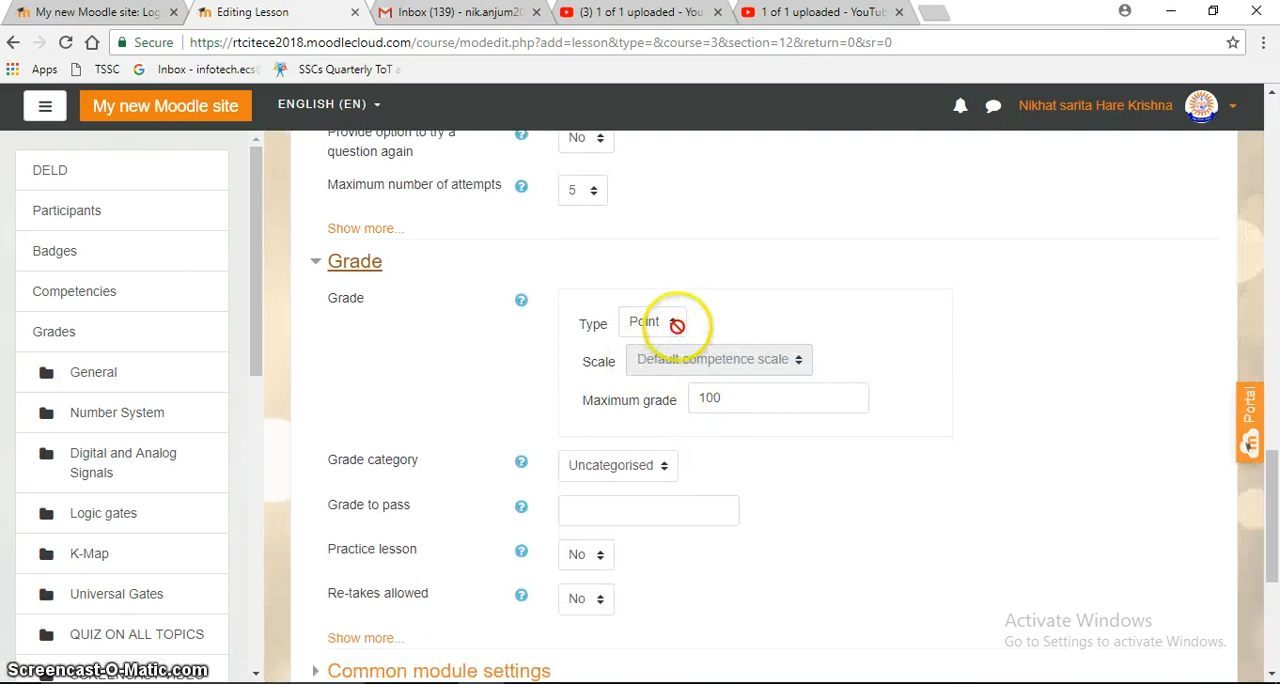 My new Moodle site: Log
Editing Lesson
Inbox (139) - nik.anjum20
(3) 1 of 1 uploaded - You
1 of 1 uploaded - YouTub
Secure
https://rtcitece2018.moodlecloud.com/course/modedit.php?add=lesson&type=&course=3&section=12&return=0&sr=0
Apps
TSSC
Inbox - infotech.ecs
SSCs Quarterly ToT a
My new Moodle site
ENGLISH (EN)
Nikhat sarita Hare Krishna
DELD
Participants
Badges
Competencies
Grades
General
Number System
Digital and Analog
Signals
Logic gates
K-Map
Universal Gates
QUIZ ON ALL TOPICS
Provide option to try a
question again
No
Maximum number of attempts
5
Show more...
Grade
Grade
Type
Point
Scale
Default competence scale
Maximum grade
100
Grade category
Uncategorised
Grade to pass
Practice lesson
No
Re-takes allowed
No
Show more...
Common module settings
Portal
Activate Windows
Go to Settings to activate Windows.
Screencast-O-Matic.com